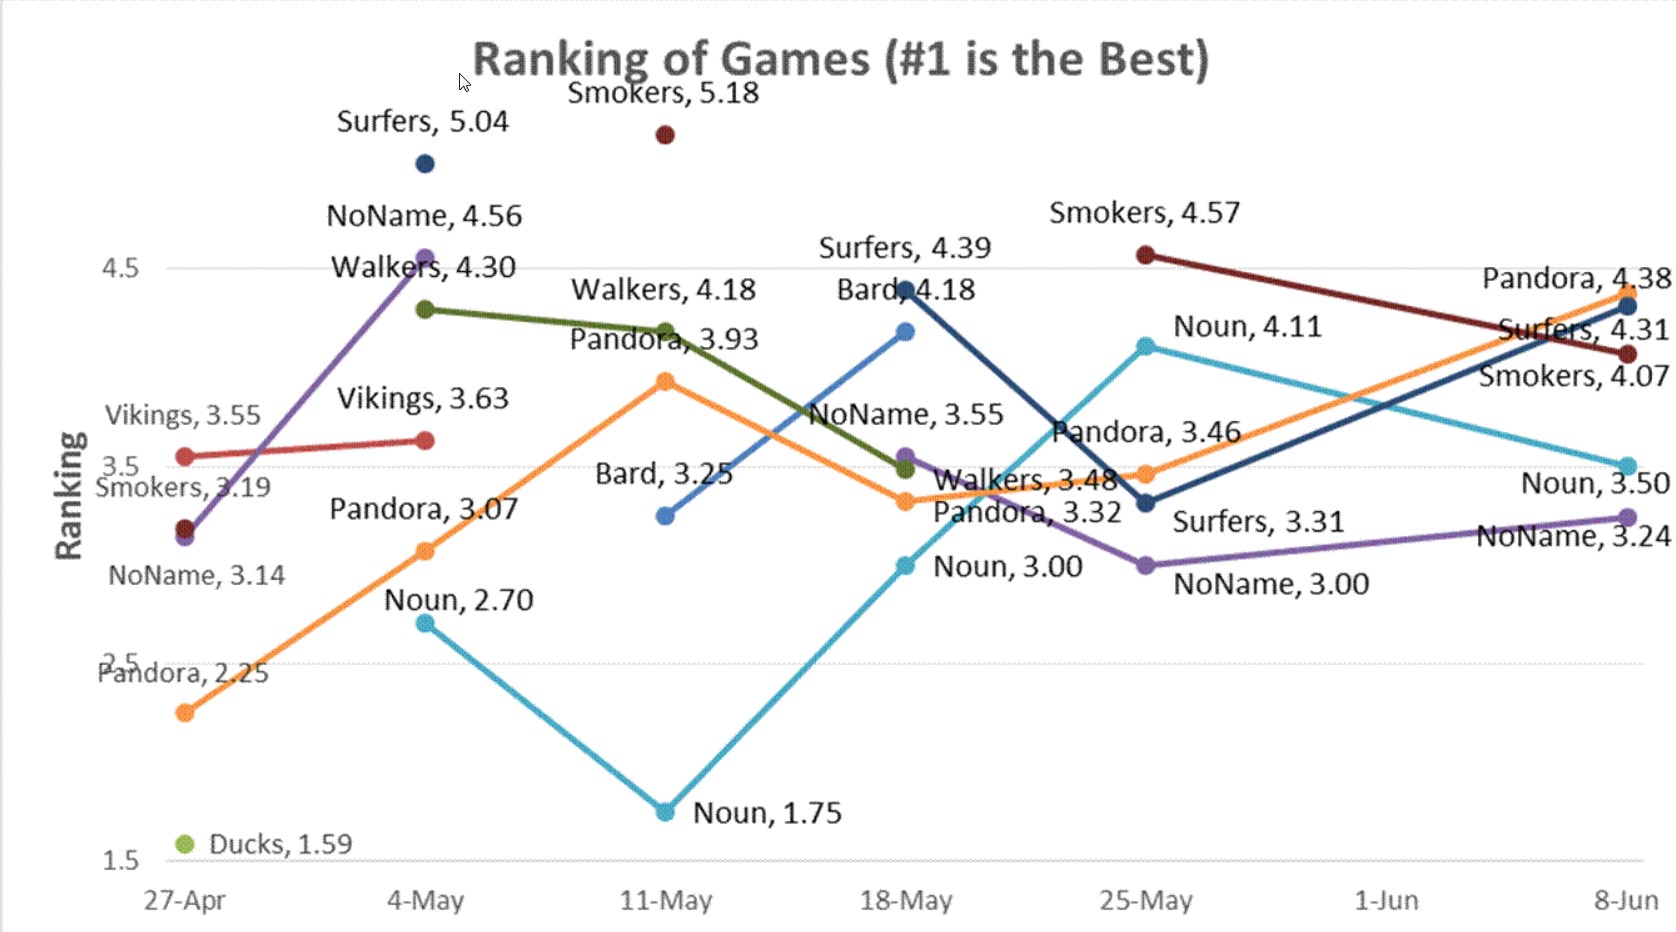 Ranking of Games (#1 is the Best)
Smokers, 5.18
Surfers, 5.04
NoName, 4.56
Smokers, 4.57
Surfers, 4.39
Walkers, 4.30
4.5
Pandora, 4.38
Walkers, 4.18
Bard, 4.18
Noun, 4.11
Surfers, 4.31
Pandora, 3.93
Smokers, 4.07
Vikings, 3.63
Vikings, 3.55
NoName, 3.55
Pandora, 3.46
3.5
Bard, 3.25
Walkers, 3.48
Noun, 3.50
Smokers, 3.19
Ranking
Pandora, 3.07
Pandora, 3.32
Surfers, 3.31
NoName, 3.24
NoName, 3.14
Noun, 3.00
NoName, 3.00
Noun, 2.70
2.5
Pandora, 2.25
Noun, 1.75
Ducks, 1.59
1.5
27-Apr 4-May 11-May 18-May 25-May 1-Jun 8-Jun